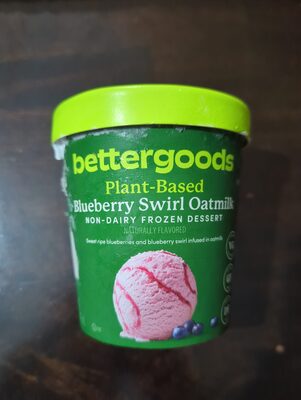 bettergoods
Plant-Based
Blueberry Swirl Oatmilk
NON-DAIRY FROZEN DESSERT
NATURALLY FLAVORED
Sweet ripe blueberries and blueberry swirl infused in oatmilk